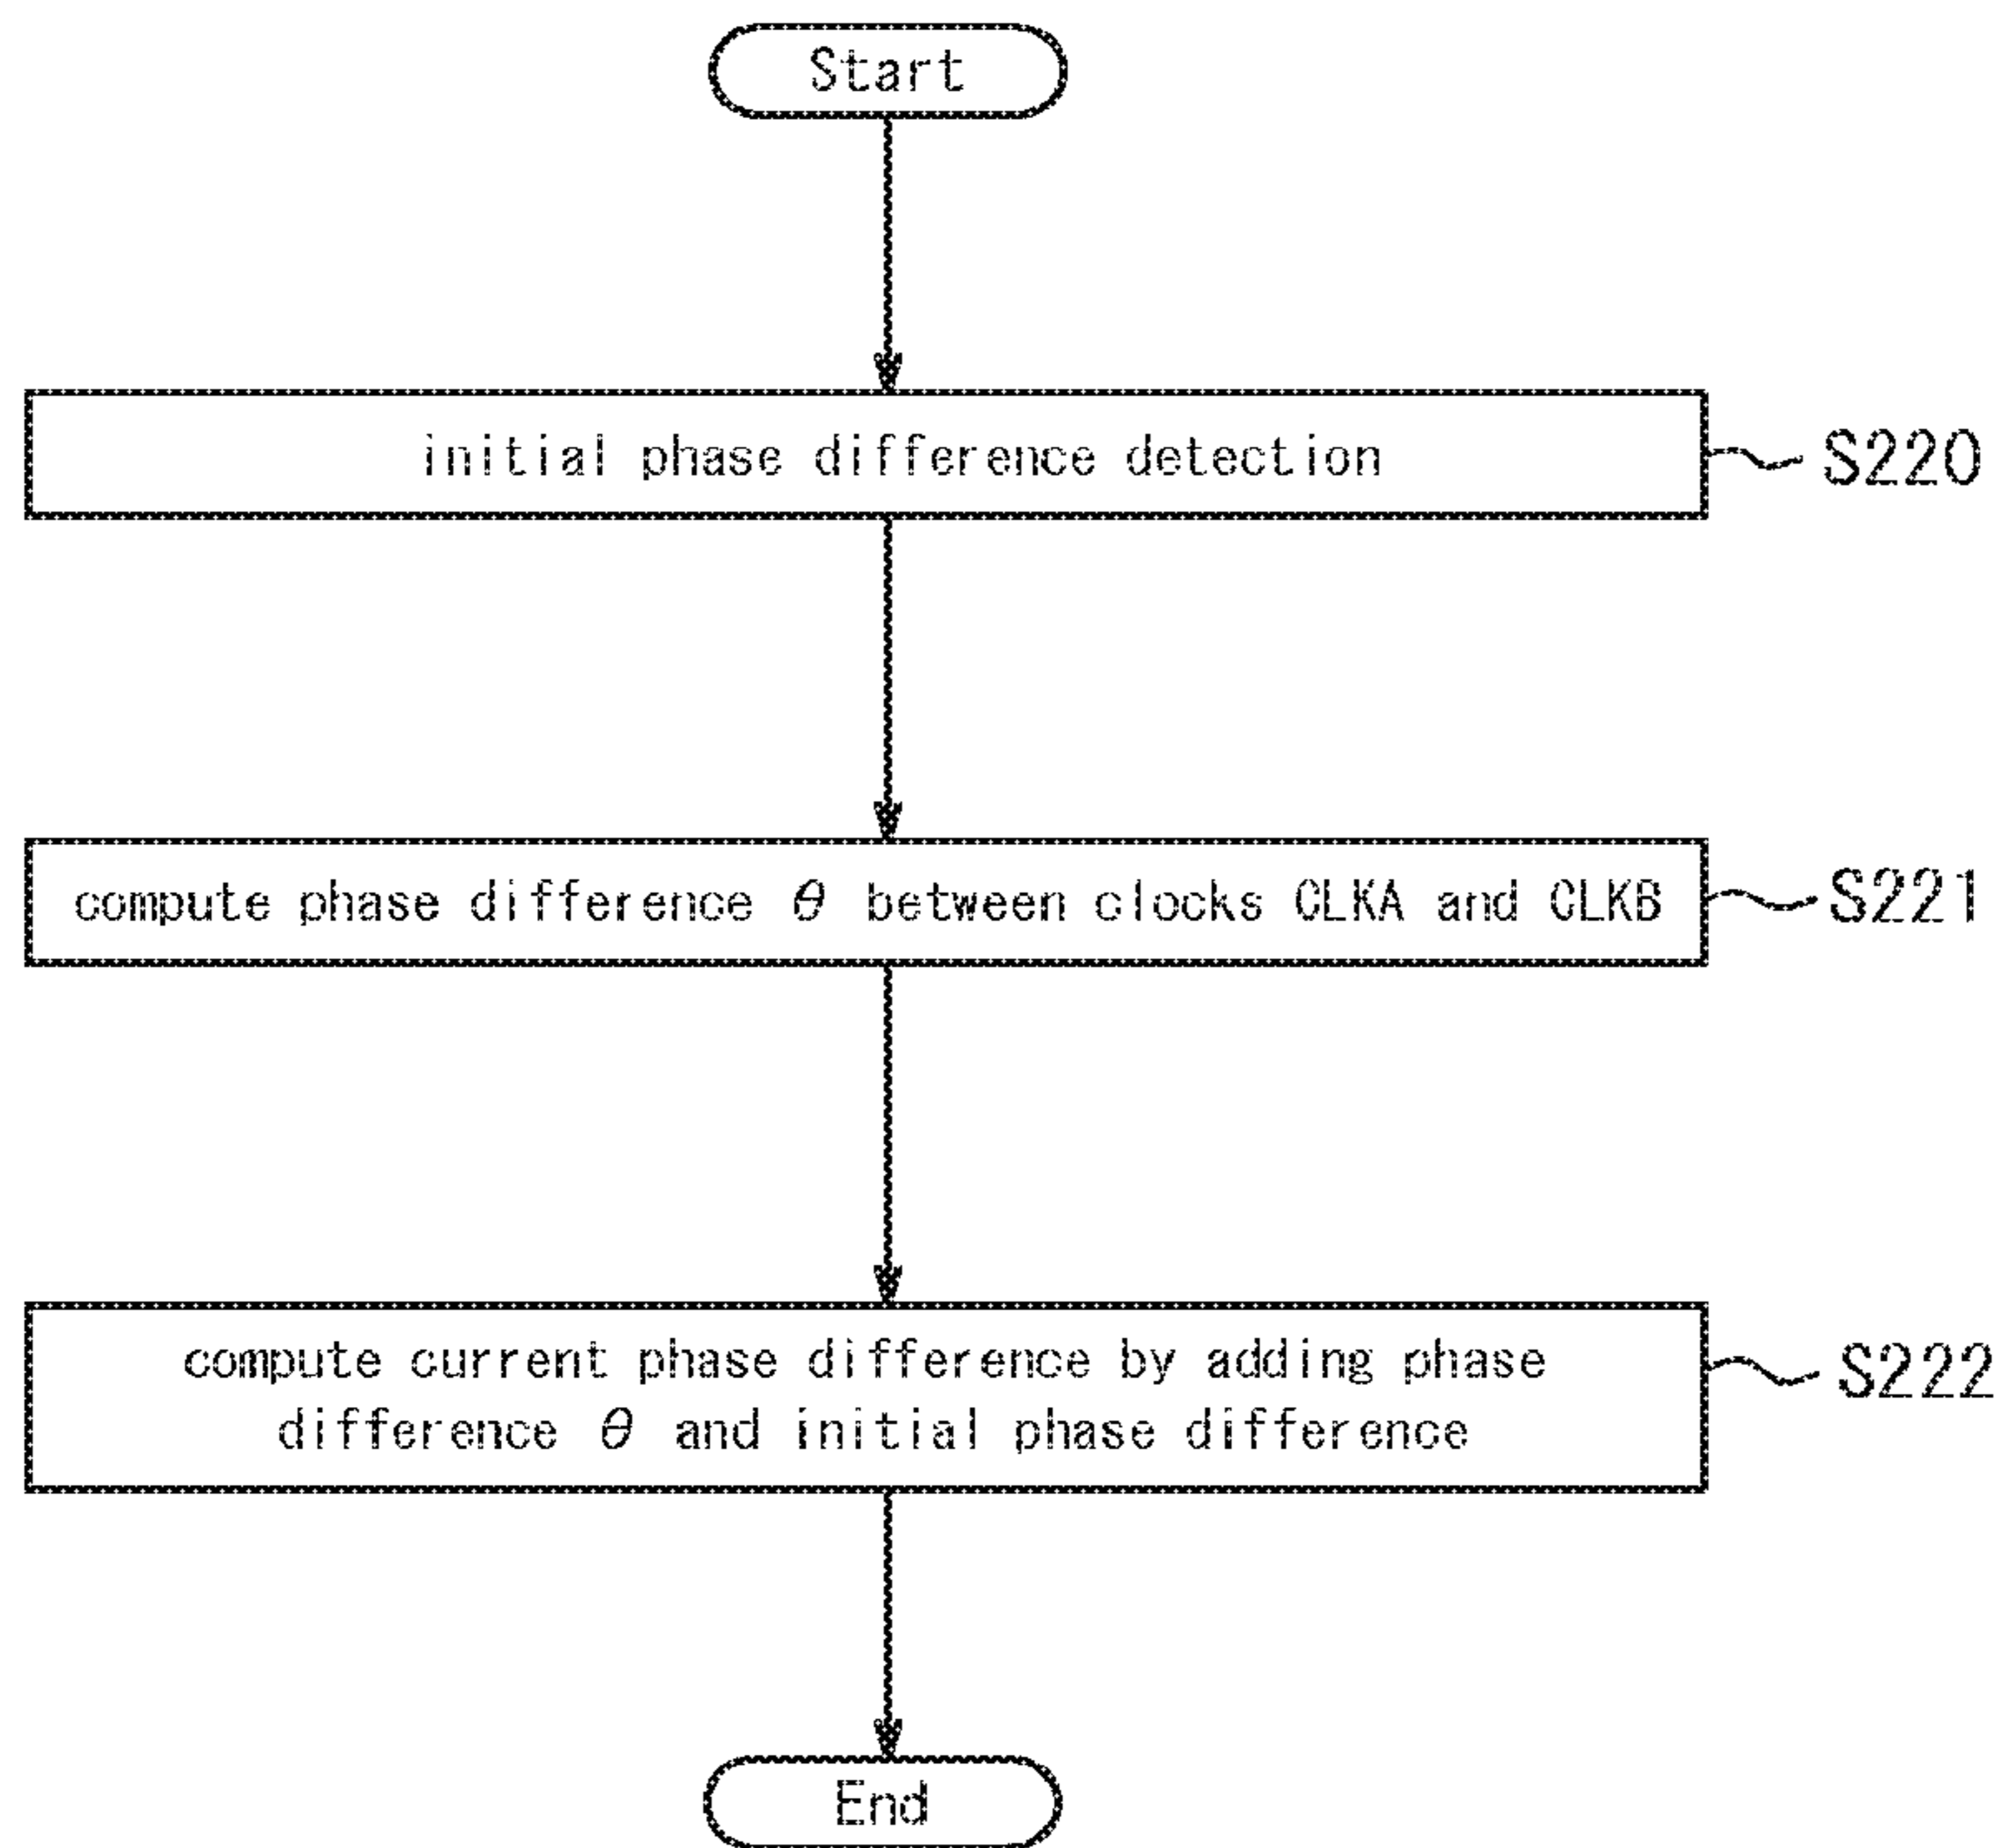 Start
initial phase difference detection
S220
compute phase difference θ between clocks CLKA and CLKB
S221
compute current phase difference by adding phase
difference θ and initial phase difference
S222
End